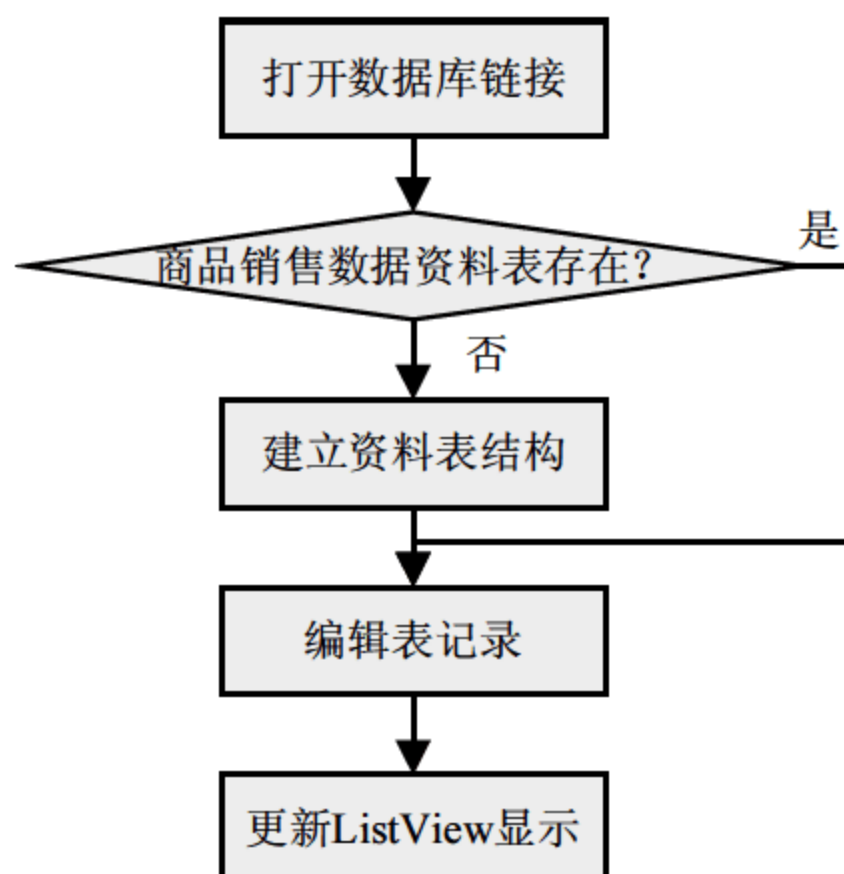 打开数据库链接
商品销售数据资料表存在？
是
否
建立资料表结构
编辑表记录
更新ListView显示